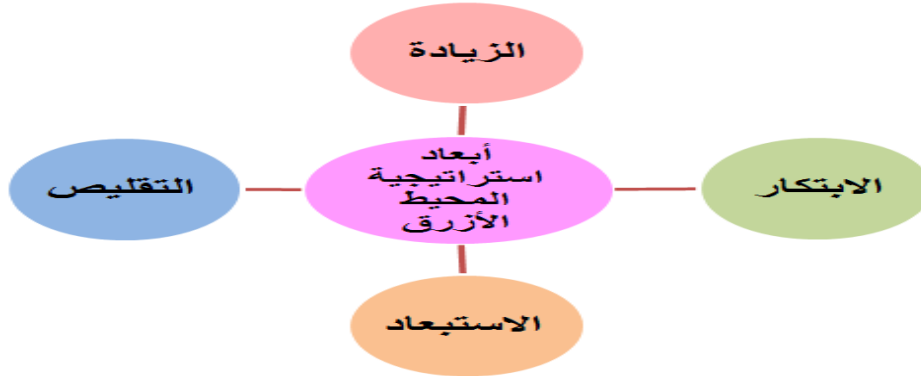 الزيادة
أبعاد
استراتيجية
المحيط
الأزرق
الابتكار
التقليص
الاستبعاد